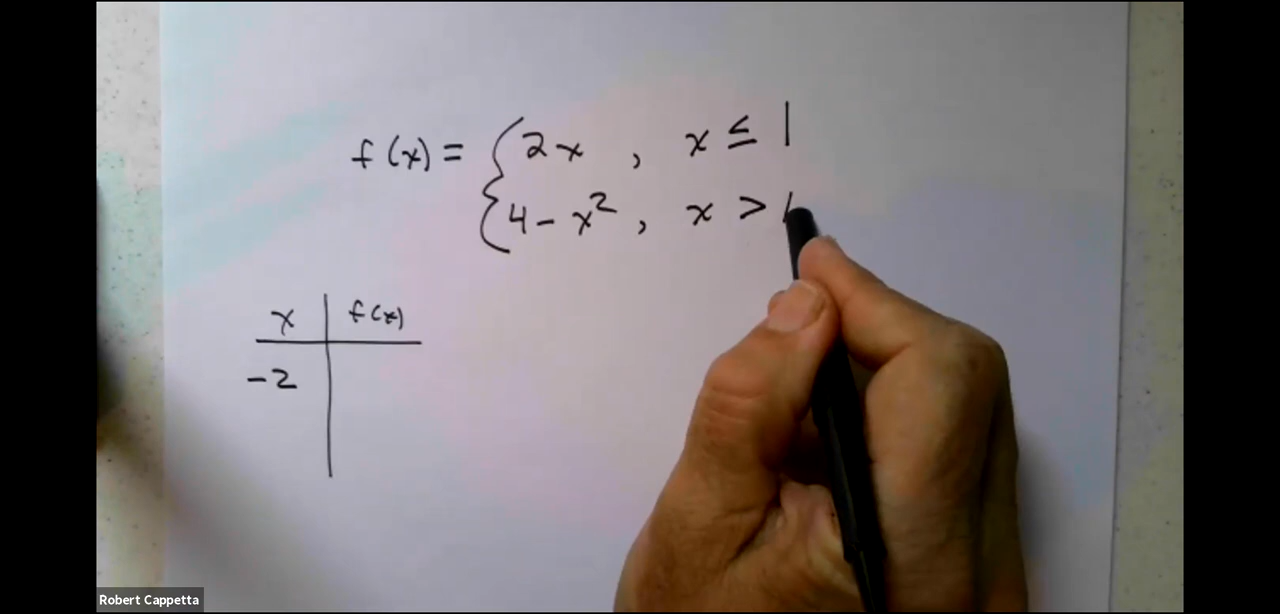 f(x) = { 2x , x ≤ 1
{ 4 - x² , x > 1
x | f(x)
-2
Robert Cappetta